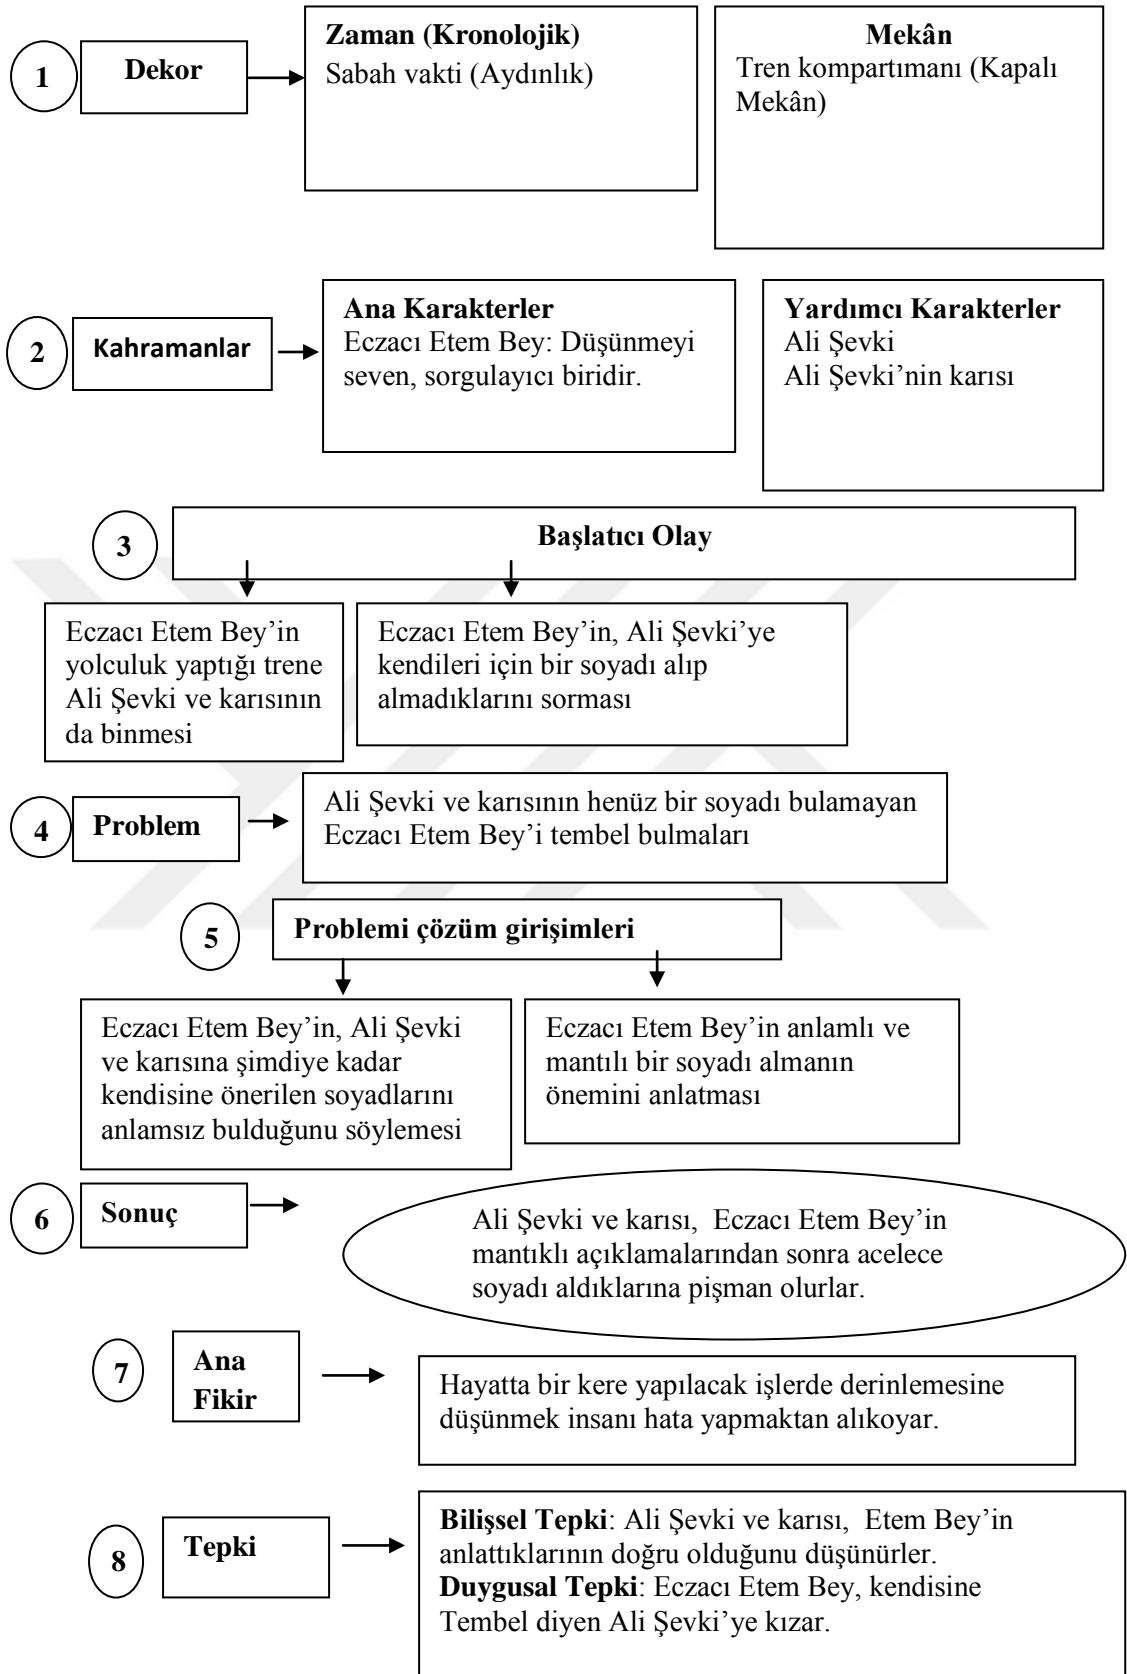 1
Dekor
Zaman (Kronolojik)
Sabah vakti (Aydınlık)
Mekân
Tren kompartımanı (Kapalı
Mekân)
2
Kahramanlar
Ana Karakterler
Eczacı Etem Bey: Düşünmeyi
seven, sorgulayıcı biridir.
Yardımcı Karakterler
Ali Şevki
Ali Şevki’nin karısı
3
Başlatıcı Olay
Eczacı Etem Bey’in
yolculuk yaptığı trene
Ali Şevki ve karısının
da binmesi
Eczacı Etem Bey’in, Ali Şevki’ye
kendileri için bir soyadı alıp
almadıklarını sorması
4
Problem
Ali Şevki ve karısının henüz bir soyadı bulamayan
Eczacı Etem Bey’i tembel bulmaları
5
Problemi çözüm girişimleri
Eczacı Etem Bey’in, Ali Şevki
ve karısına şimdiye kadar
kendisine önerilen soyadlarını
anlamsız bulduğunu söylemesi
Eczacı Etem Bey’in anlamlı ve
mantılı bir soyadı almanın
önemini anlatması
6
Sonuç
Ali Şevki ve karısı, Eczacı Etem Bey’in
mantıklı açıklamalarından sonra acelece
soyadı aldıklarına pişman olurlar.
7
Ana
Fikir
Hayatta bir kere yapılacak işlerde derinlemesine
düşünmek insanı hata yapmaktan alıkoyar.
8
Tepki
Bilişsel Tepki: Ali Şevki ve karısı, Etem Bey’in
anlattıklarının doğru olduğunu düşünürler.
Duygusal Tepki: Eczacı Etem Bey, kendisine
Tembel diyen Ali Şevki’ye kızar.